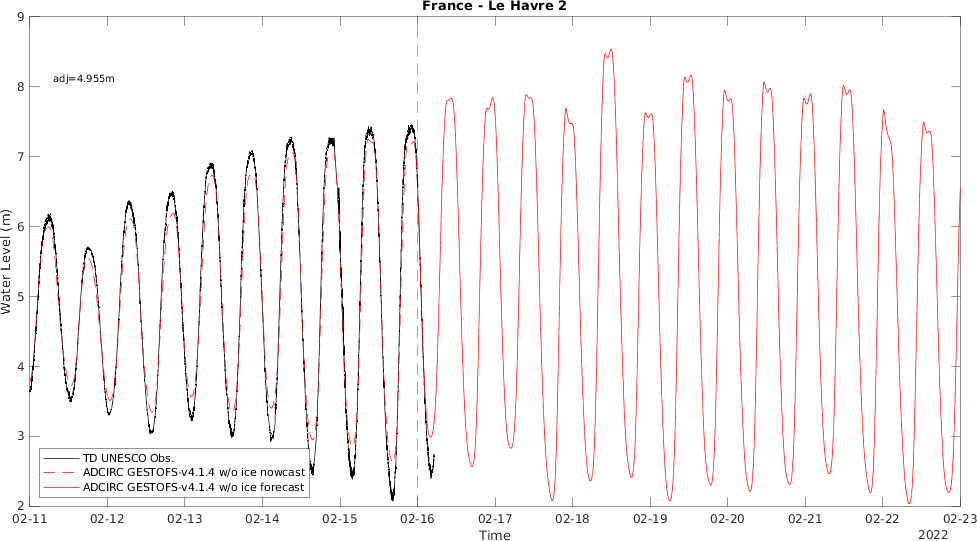 France - Le Havre 2
9
8
7
6
5
4
3
2
Water Level (m)
adj=4.955m
TD UNESCO Obs.
ADCIRC GESTOFS-v4.1.4 w/o ice nowcast
ADCIRC GESTOFS-v4.1.4 w/o ice forecast
02-11 02-12 02-13 02-14 02-15 02-16 02-17 02-18 02-19 02-20 02-21 02-22 02-23
Time
2022